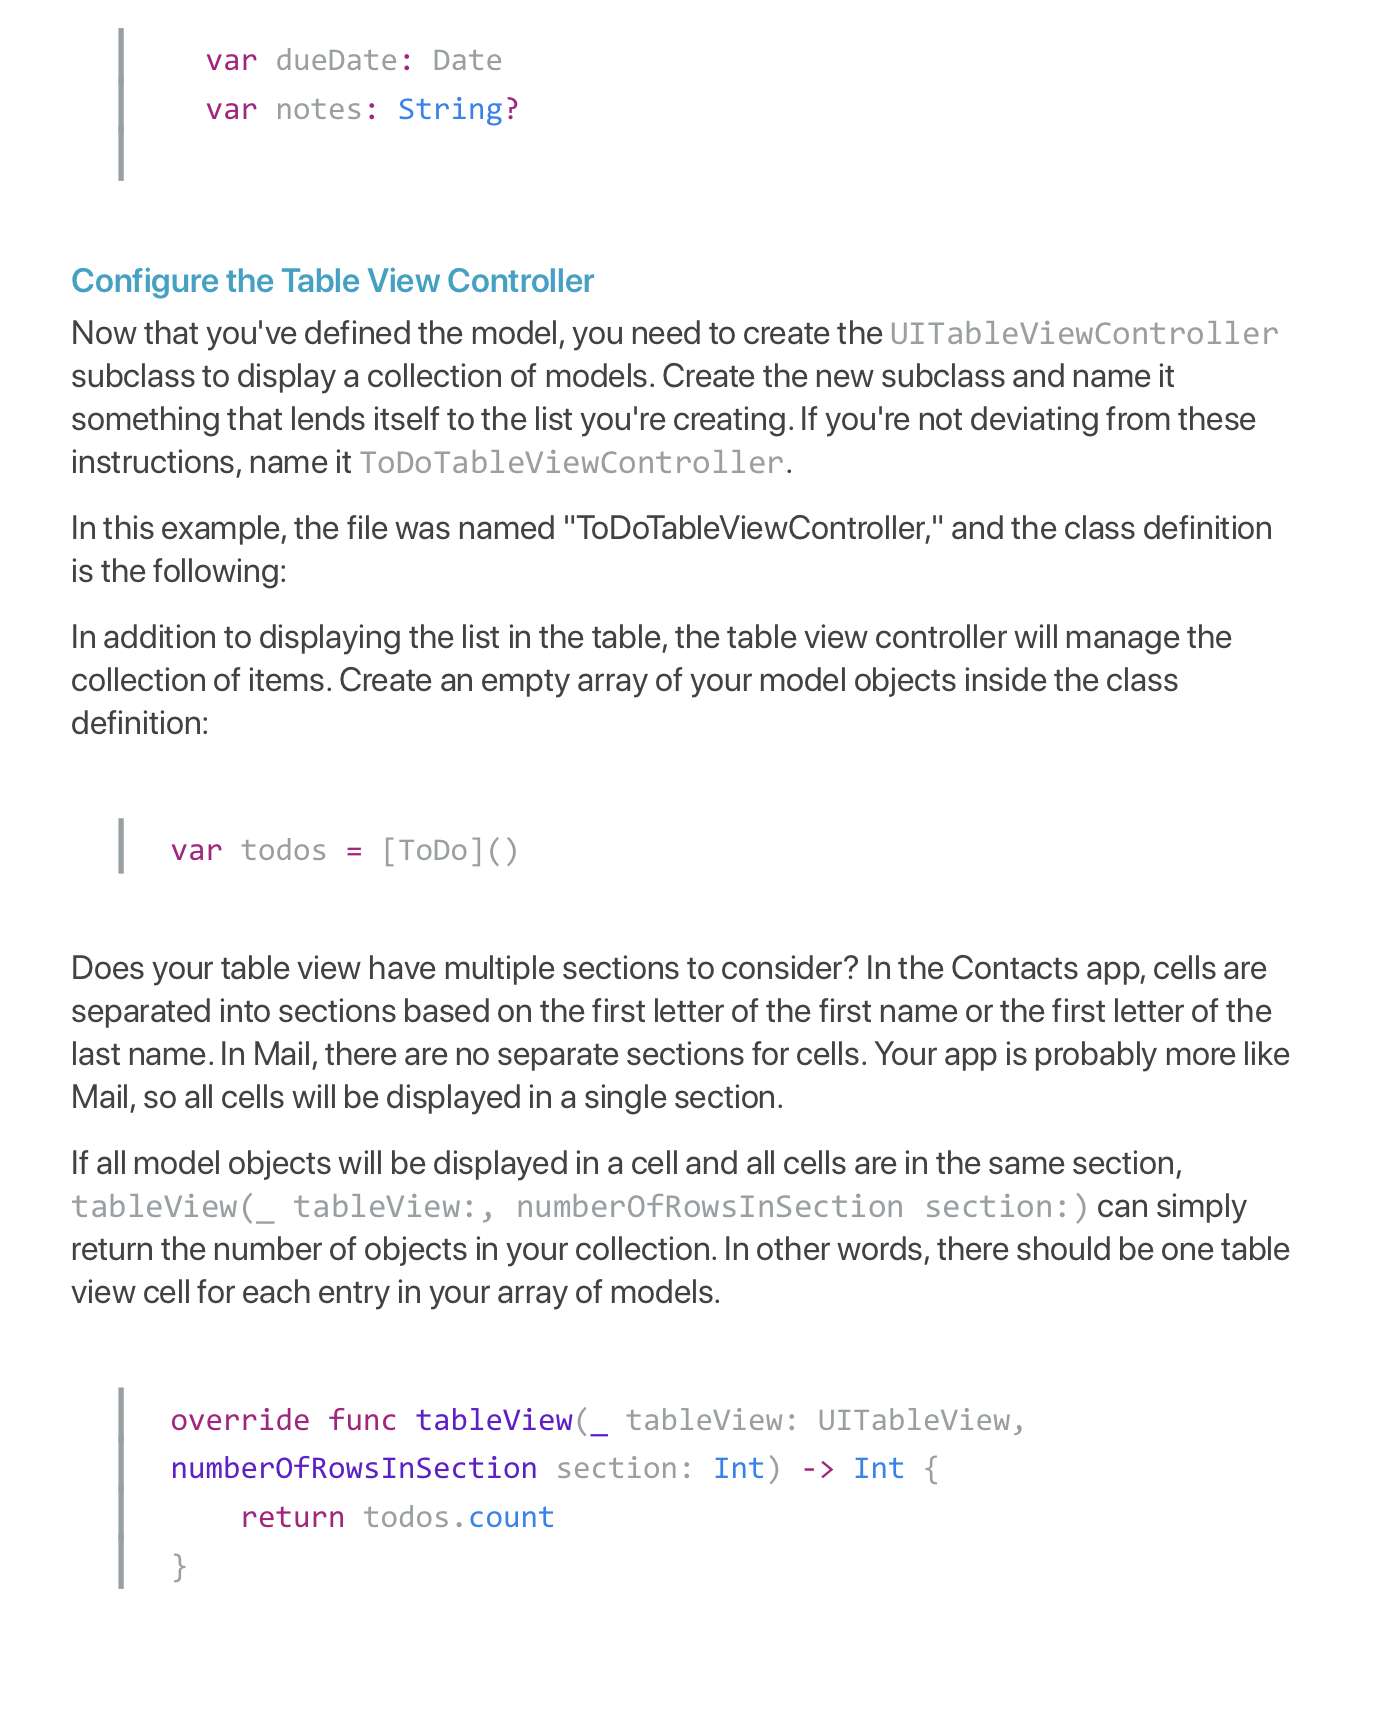 var dueDate: Date
var notes: String?
Configure the Table View Controller
Now that you've defined the model, you need to create the UITableViewController
subclass to display a collection of models. Create the new subclass and name it
something that lends itself to the list you're creating. If you're not deviating from these
instructions, name it ToDoTableViewController.
In this example, the file was named "ToDoTableViewController," and the class definition
is the following:
In addition to displaying the list in the table, the table view controller will manage the
collection of items. Create an empty array of your model objects inside the class
definition:
var todos = [ToDo]()
Does your table view have multiple sections to consider? In the Contacts app, cells are
separated into sections based on the first letter of the first name or the first letter of the
last name. In Mail, there are no separate sections for cells. Your app is probably more like
Mail, so all cells will be displayed in a single section.
If all model objects will be displayed in a cell and all cells are in the same section,
tableView(_ tableView:, numberOfRowsInSection section:) can simply
return the number of objects in your collection. In other words, there should be one table
view cell for each entry in your array of models.
override func tableView(_ tableView: UITableView,
numberOfRowsInSection section: Int) -> Int {
    return todos.count
}